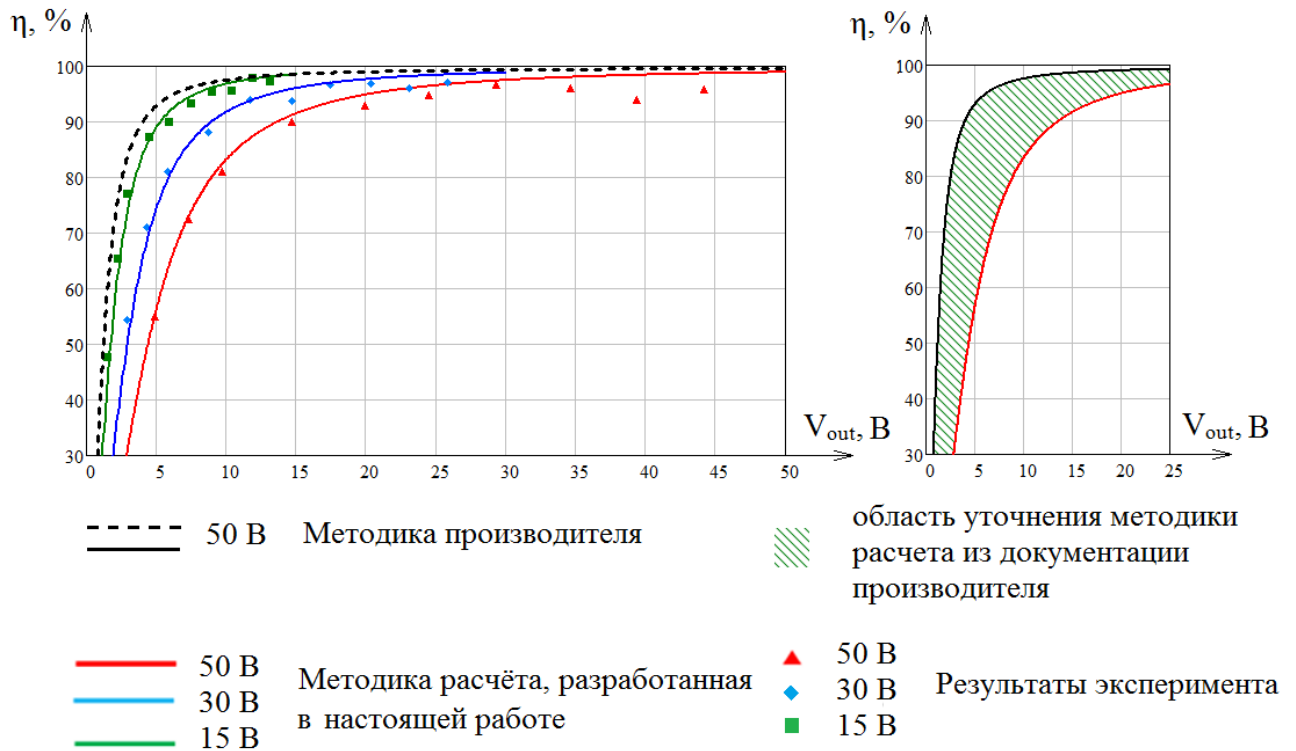 η, %
100
90
80
70
60
50
40
30
0 5 10 15 20 25 30 35 40 45 50
V_out, В
η, %
100
90
80
70
60
50
40
30
0 5 10 15 20 25
V_out, В
50 В Методика производителя
область уточнения методики
расчета из документации
производителя
50 В
30 В
15 В
Методика расчёта, разработанная
в настоящей работе
50 В
30 В
15 В
Результаты эксперимента